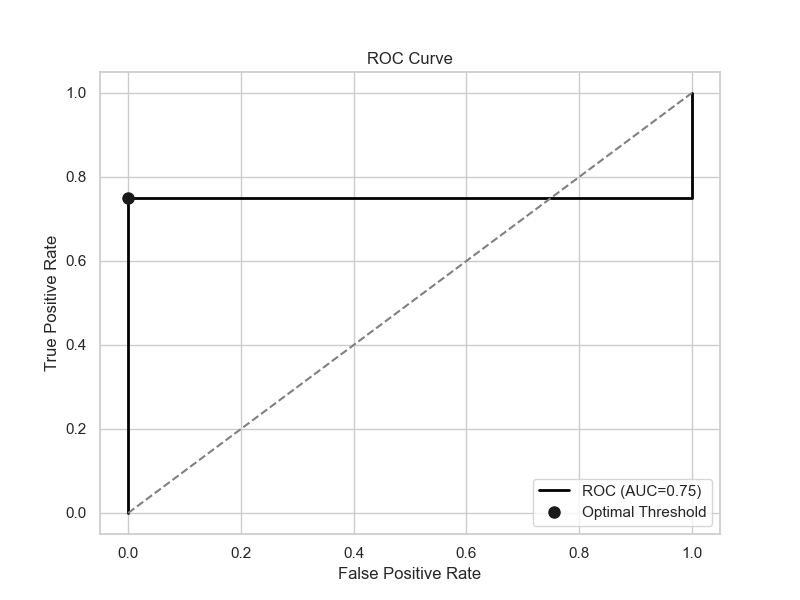 ROC Curve
True Positive Rate
1.0
0.8
0.6
0.4
0.2
0.0
ROC (AUC=0.75)
Optimal Threshold
0.0 0.2 0.4 0.6 0.8 1.0
False Positive Rate